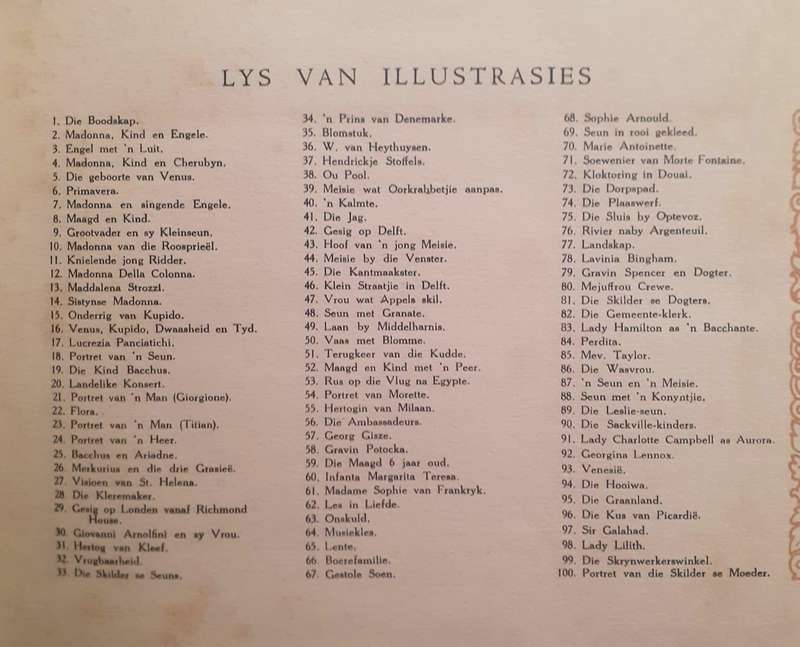 LYS VAN ILLUSTRASIES
1. Die Boodskap.
2. Madonna, Kind en Engele.
3. Engel met 'n Luit.
4. Madonna, Kind en Cherubyn.
5. Die geboorte van Venus.
6. Primavera.
7. Madonna en singende Engele.
8. Maagd en Kind.
9. Grootvader en sy Kleinseun.
10. Madonna van die Roosprieël.
11. Knielende jong Ridder.
12. Madonna Della Colonna.
13. Maddalena Strozzi.
14. Sistynse Madonna.
15. Onderrig van Kupido.
16. Venus, Kupido, Dwaasheid en Tyd.
17. Lucrezia Panciatichi.
18. Portret van 'n Seun.
19. Die Kind Bacchus.
20. Landelike Konsert.
21. Portret van 'n Man (Giorgione).
22. Flora.
23. Portret van 'n Man (Titian).
24. Portret van 'n Heer.
25. Bacchus en Ariadne.
26. Merkurius en die drie Grasieë.
27. Visioen van St. Helena.
28. Die Kleremaker.
29. Gesig op Londen vanaf Richmond
House.
30. Giovanni Arnolfini en sy Vrou.
31. Hertog van Kleef.
32. Vrugbaarheid.
33. Die Skilder se Seuns.
34. 'n Prins van Denemarke.
35. Blomstuk.
36. W. van Heythuysen.
37. Hendrickje Stoffels.
38. Ou Pool.
39. Meisie wat Oorkrabbetjie aanpas.
40. 'n Kalmte.
41. Die Jag.
42. Gesig op Delft.
43. Hoof van 'n jong Meisie.
44. Meisie by die Venster.
45. Die Kantmaakster.
46. Klein Straatjie in Delft.
47. Vrou wat Appels skil.
48. Seun met Granate.
49. Laan by Middelharnis.
50. Vaas met Blomme.
51. Terugkeer van die Kudde.
52. Maagd en Kind met 'n Peer.
53. Rus op die Vlug na Egypte.
54. Portret van Morette.
55. Hertogin van Milaan.
56. Die Ambassadeurs.
57. Georg Gisze.
58. Gravin Potocka.
59. Die Maagd 6 jaar oud.
60. Infanta Margarita Teresa.
61. Madame Sophie van Frankryk.
62. Les in Liefde.
63. Onskuld.
64. Musiekles.
65. Lente.
66. Boerefamilie.
67. Gestole Soen.
68. Sophie Arnould.
69. Seun in rooi gekleed.
70. Marie Antoinette.
71. Soewenier van Morte Fontaine.
72. Kloktoring in Douai.
73. Die Dorpspad.
74. Die Plaaswerf.
75. Die Sluis by Optevoz.
76. Rivier naby Argenteuil.
77. Landskap.
78. Lavinia Bingham.
79. Gravin Spencer en Dogter.
80. Mejuffrou Crewe.
81. Die Skilder se Dogters.
82. Die Gemeente-klerk.
83. Lady Hamilton as 'n Bacchante.
84. Perdita.
85. Mev. Taylor.
86. Die Wasvrou.
87. 'n Seun en 'n Meisie.
88. Seun met 'n Konyntjie.
89. Die Leslie-seun.
90. Die Sackville-kinders.
91. Lady Charlotte Campbell as Aurora.
92. Georgina Lennox.
93. Venesië.
94. Die Hooiwa.
95. Die Graanland.
96. Die Kus van Picardië.
97. Sir Galahad.
98. Lady Lilith.
99. Die Skrynwerkerswinkel.
100. Portret van die Skilder se Moeder.